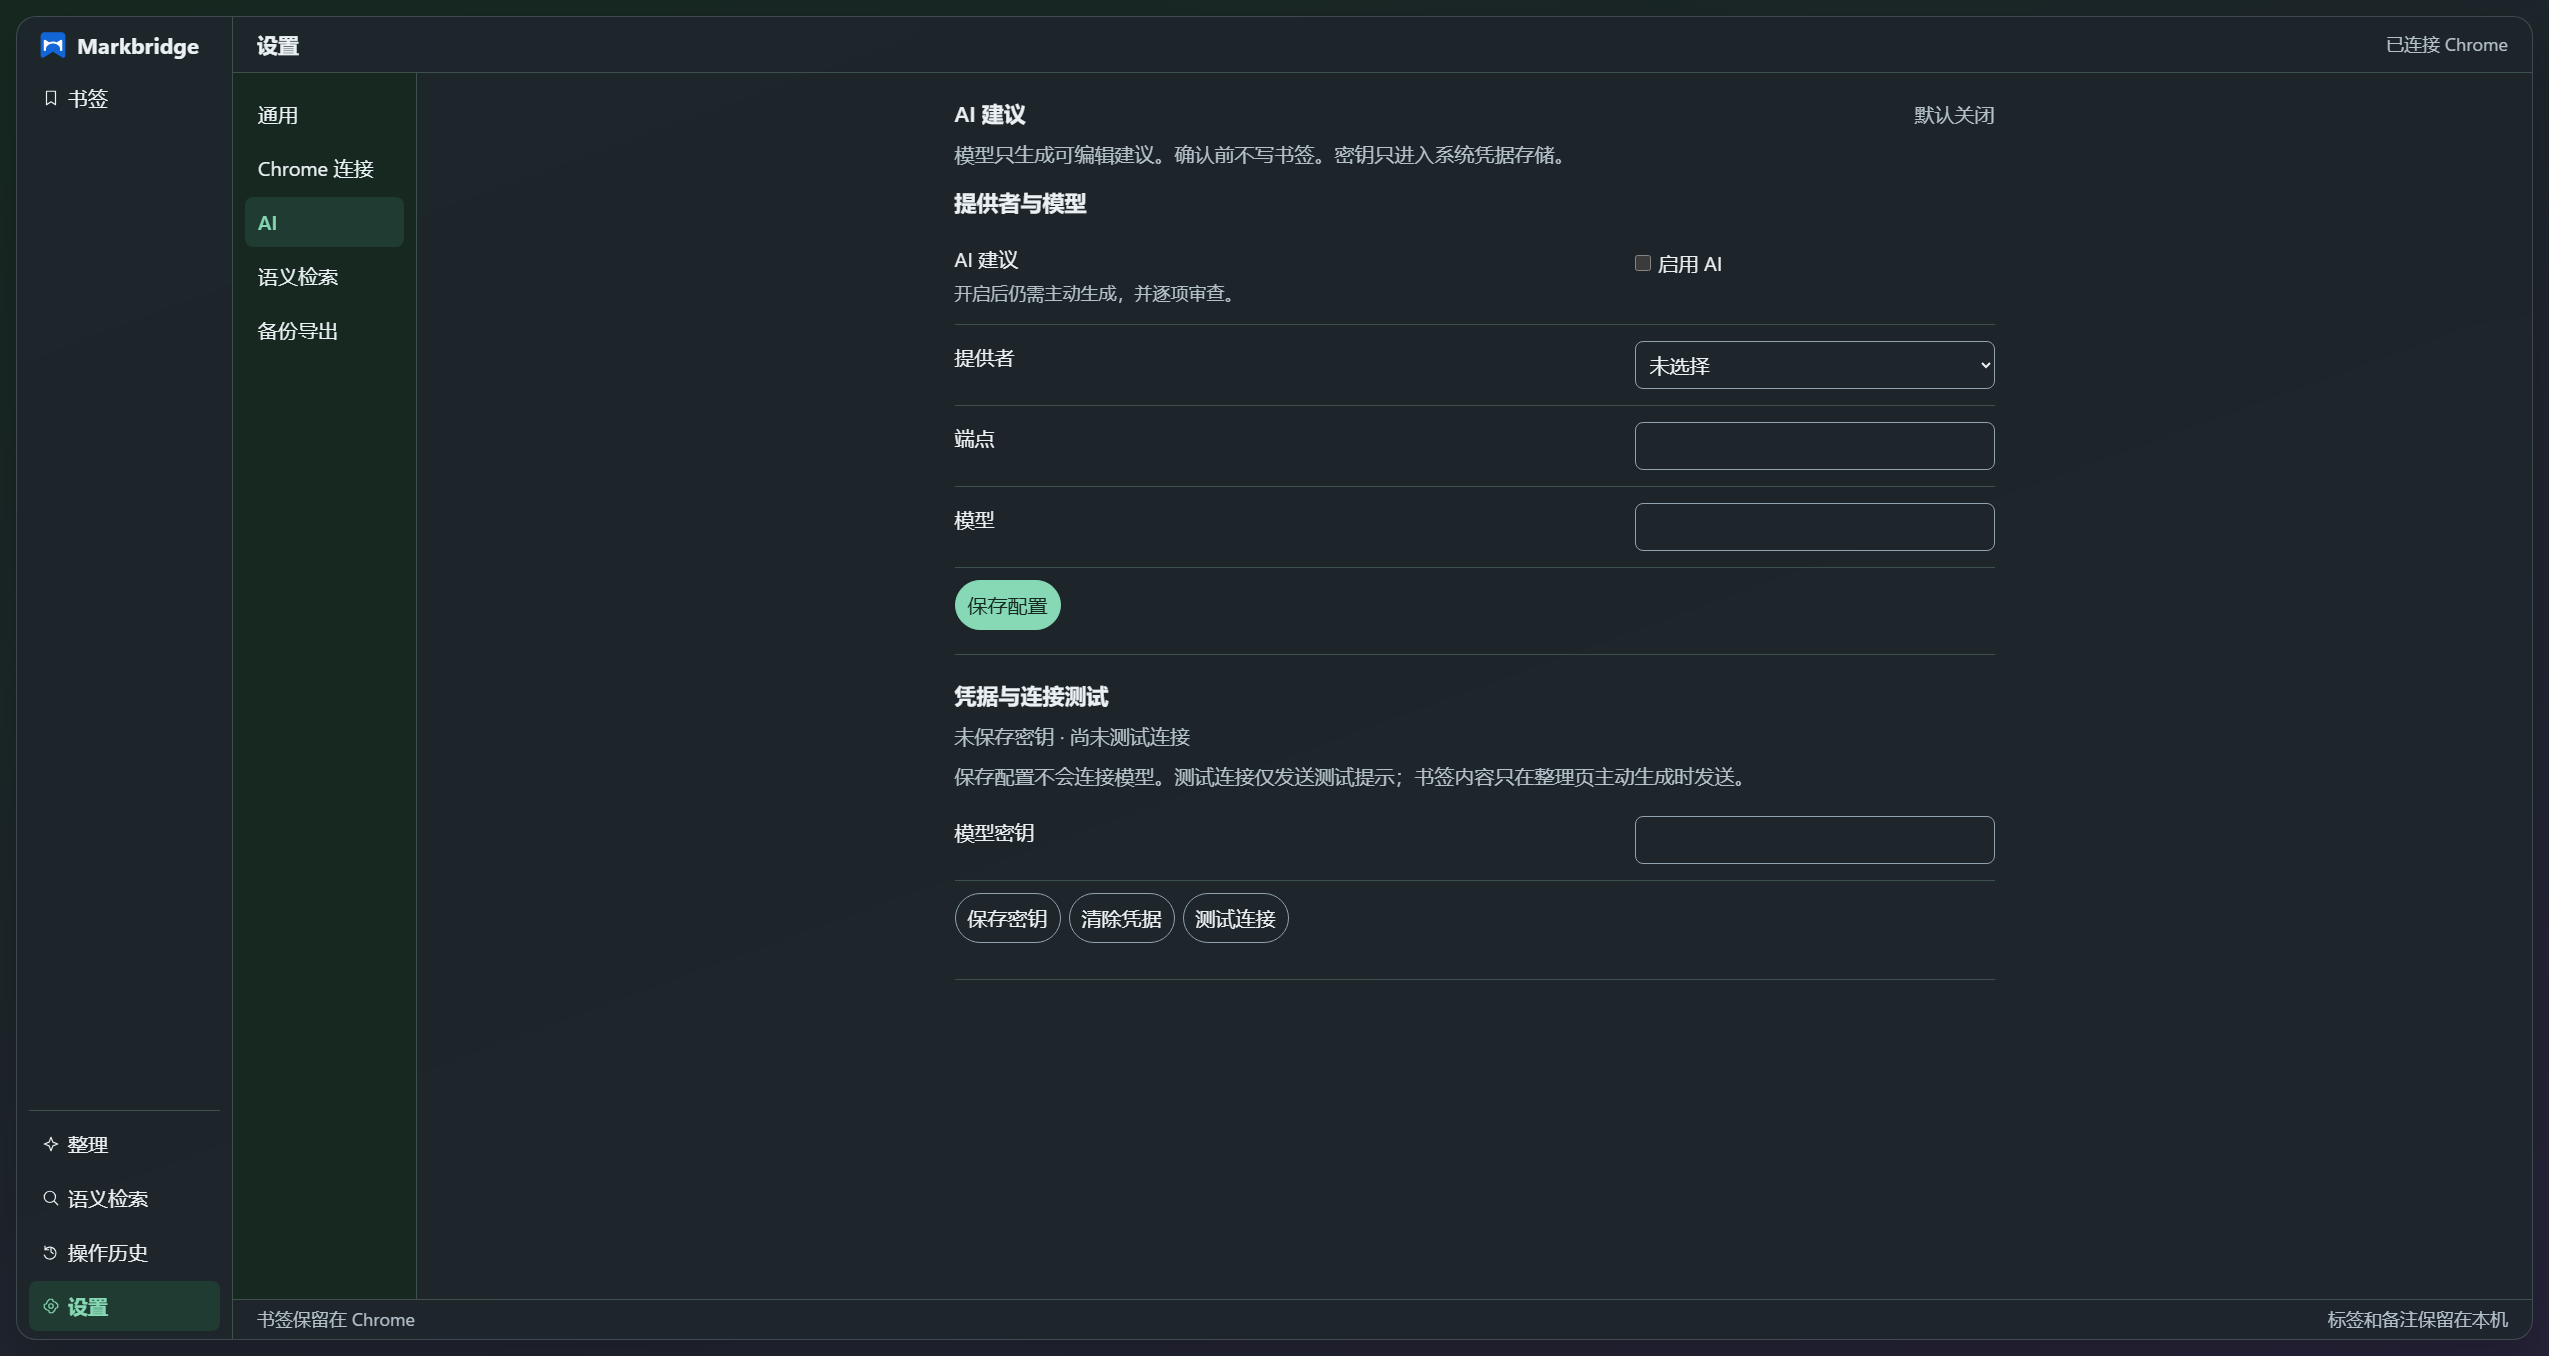 Markbridge
书签
整理
语义检索
操作历史
设置
设置
已连接 Chrome
通用
Chrome 连接
AI
语义检索
备份导出
AI 建议
默认关闭
模型只生成可编辑建议。确认前不写书签。密钥只进入系统凭据存储。
提供者与模型
AI 建议
启用 AI
开启后仍需主动生成，并逐项审查。
提供者
未选择
端点
模型
保存配置
凭据与连接测试
未保存密钥 · 尚未测试连接
保存配置不会连接模型。测试连接仅发送测试提示；书签内容只在整理页主动生成时发送。
模型密钥
保存密钥
清除凭据
测试连接
书签保留在 Chrome
标签和备注保留在本机